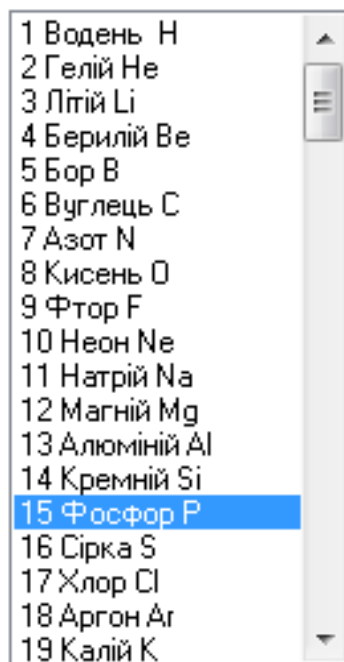 1 Водень H
2 Гелій He
3 Літій Li
4 Берилій Be
5 Бор B
6 Вуглець C
7 Азот N
8 Кисень O
9 Фтор F
10 Неон Ne
11 Натрій Na
12 Магній Mg
13 Алюміній Al
14 Кремній Si
15 Фосфор P
16 Сірка S
17 Хлор Cl
18 Аргон Ar
19 Калій K